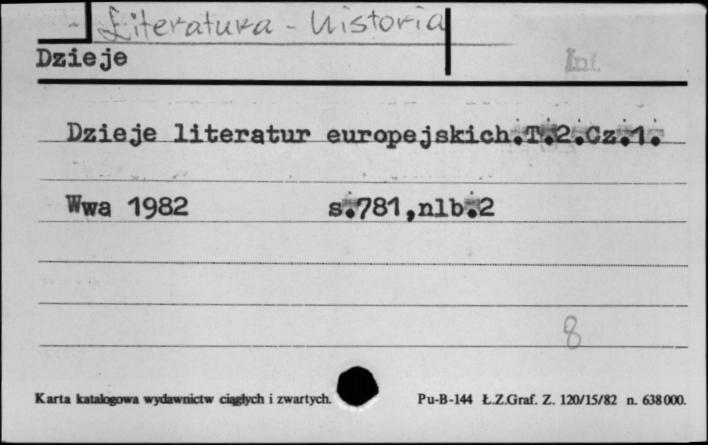 Literatura - historia
Dzieje
Int.
Dzieje literatur europejskich.T.2.Cz.1.
Wwa 1982 s.781,nlb.2
8
Karta katalogowa wydawnictw ciągłych i zwartych. Pu-B-144 Ł.Z.Graf. Z. 120/15/82 n. 638000.